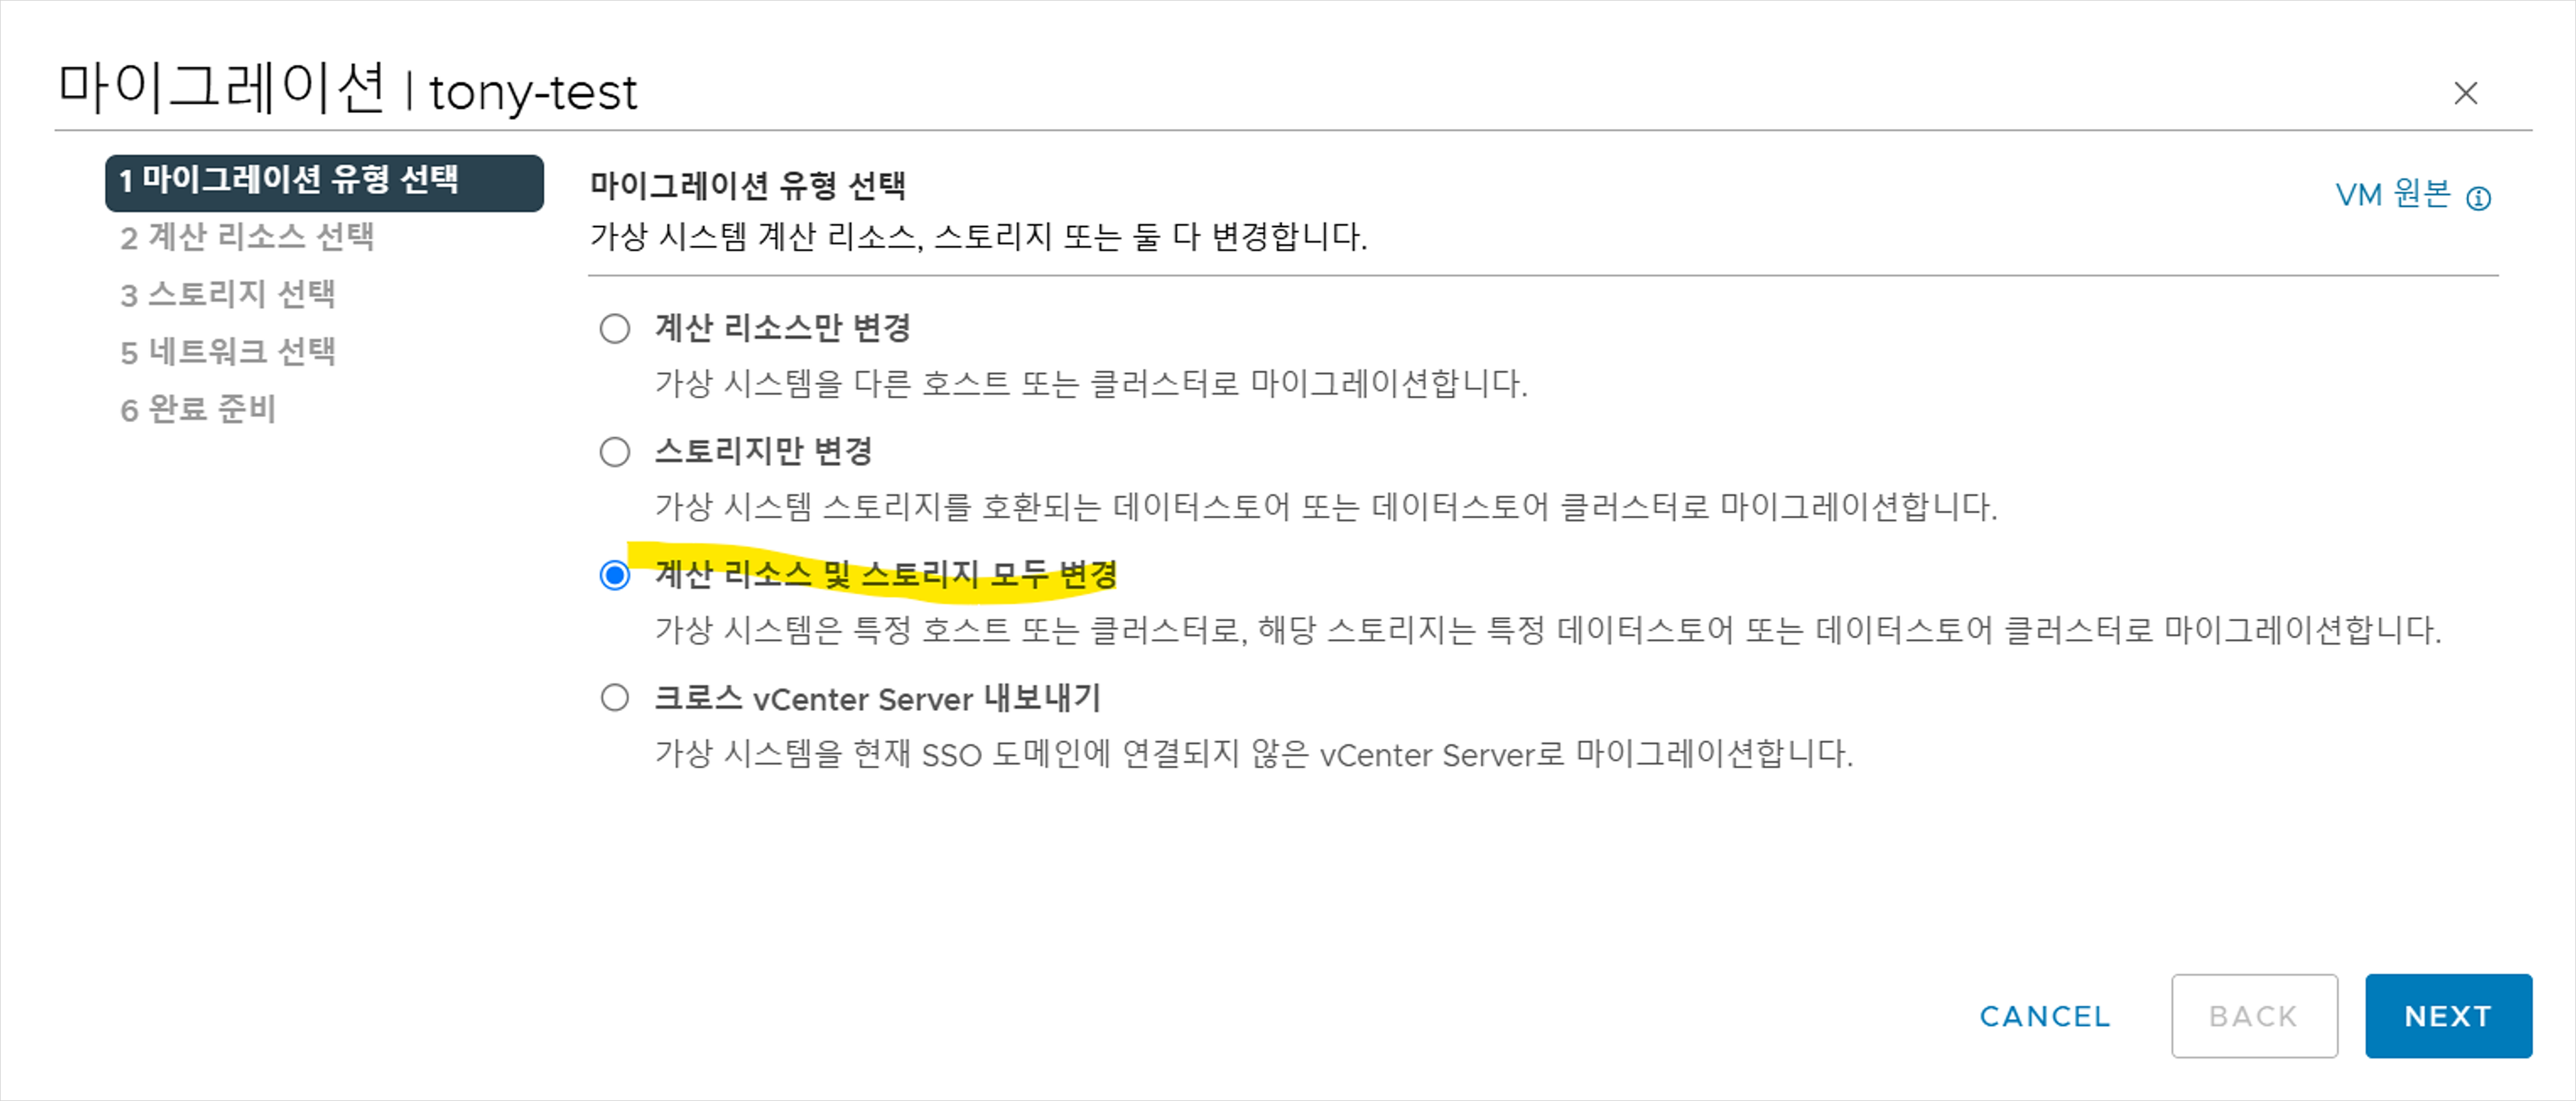 마이그레이션 | tony-test
1 마이그레이션 유형 선택
2 계산 리소스 선택
3 스토리지 선택
5 네트워크 선택
6 완료 준비
마이그레이션 유형 선택
VM 원본
가상 시스템 계산 리소스, 스토리지 또는 둘 다 변경합니다.
계산 리소스만 변경
가상 시스템을 다른 호스트 또는 클러스터로 마이그레이션합니다.
스토리지만 변경
가상 시스템 스토리지를 호환되는 데이터스토어 또는 데이터스토어 클러스터로 마이그레이션합니다.
계산 리소스 및 스토리지 모두 변경
가상 시스템은 특정 호스트 또는 클러스터로, 해당 스토리지는 특정 데이터스토어 또는 데이터스토어 클러스터로 마이그레이션합니다.
크로스 vCenter Server 내보내기
가상 시스템을 현재 SSO 도메인에 연결되지 않은 vCenter Server로 마이그레이션합니다.
CANCEL
BACK
NEXT